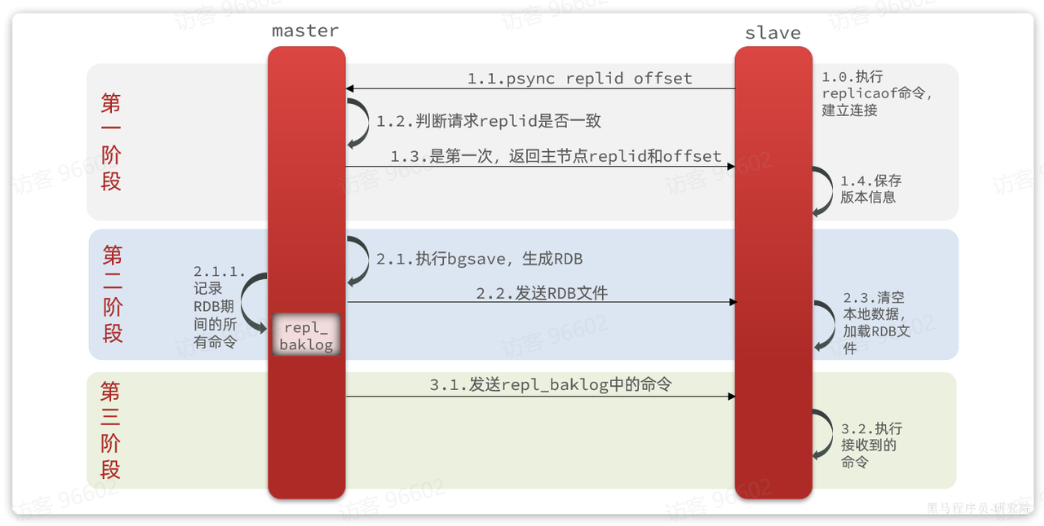 master
slave
第一阶段
1.0.执行
replicaof命令，
建立连接
1.1.psync replid offset
1.2.判断请求replid是否一致
1.3.是第一次，返回主节点replid和offset
1.4.保存
版本信息
第二阶段
2.1.执行bgsave，生成RDB
2.1.1.
记录
RDB期
间的所
有命令
repl_
baklog
2.2.发送RDB文件
2.3.清空
本地数据，
加载RDB文
件
第三阶段
3.1.发送repl_baklog中的命令
3.2.执行
接收到的
命令
访客 96602
黑马程序员-研究院